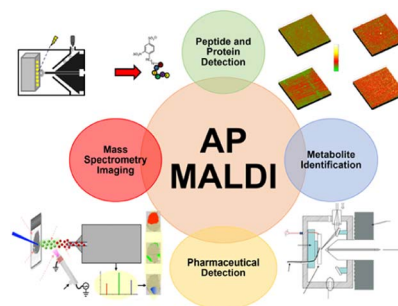 Peptide and
Protein
Detection
AP
MALDI
Mass
Spectrometry
Imaging
Metabolite
Identification
Pharmaceutical
Detection